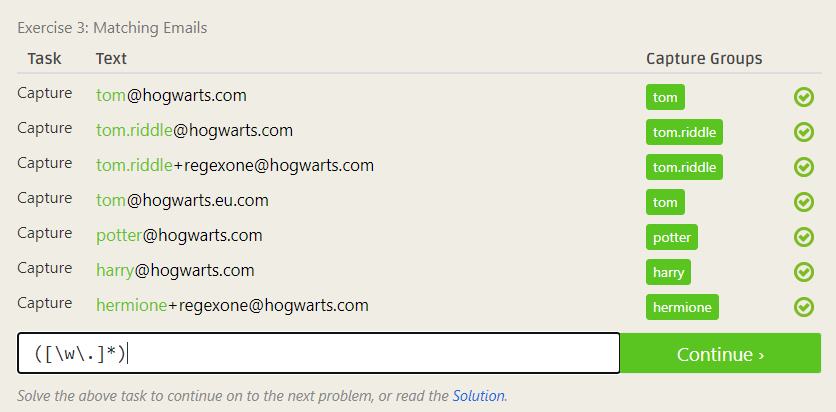 Exercise 3: Matching Emails
Task Text Capture Groups
Capture tom@hogwarts.com tom
Capture tom.riddle@hogwarts.com tom.riddle
Capture tom.riddle+regexone@hogwarts.com tom.riddle
Capture tom@hogwarts.eu.com tom
Capture potter@hogwarts.com potter
Capture harry@hogwarts.com harry
Capture hermione+regexone@hogwarts.com hermione
([\w\.]*) Continue ›
Solve the above task to continue on to the next problem, or read the Solution.